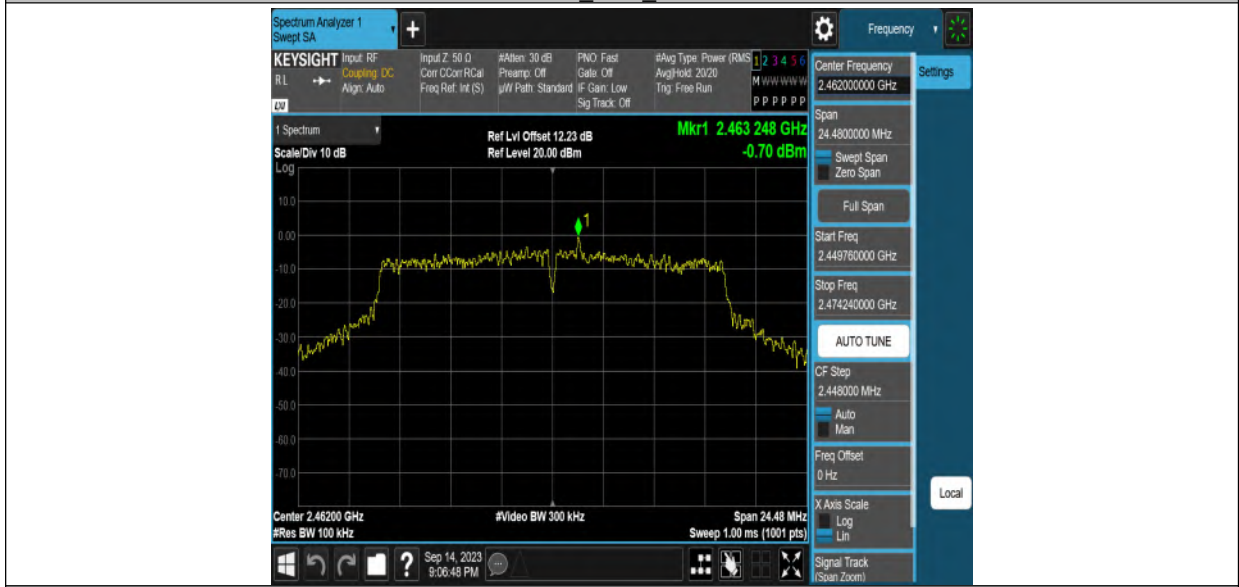 Spectrum Analyzer 1
Swept SA
+
Frequency
KEYSIGHT
RL
Input: RF
Coupling: DC
Align: Auto
Input Z: 50 Ω
Corr CCorr RCal
Freq Ref: Int (S)
#Atten: 30 dB
Preamp: Off
µW Path: Standard
PNO: Fast
Gate: Off
IF Gain: Low
Sig Track: Off
#Avg Type: Power (RMS
Avg|Hold: 20/20
Trig: Free Run
1 2 3 4 5 6
M W W W W W
P P P P P P
1 Spectrum
Scale/Div 10 dB
Log
Ref Lvl Offset 12.23 dB
Ref Level 20.00 dBm
Mkr1 2.463 248 GHz
-0.70 dBm
10.0
0.00
-10.0
-20.0
-30.0
-40.0
-50.0
-60.0
-70.0
1
Center 2.46200 GHz
#Res BW 100 kHz
#Video BW 300 kHz
Span 24.48 MHz
Sweep 1.00 ms (1001 pts)
Center Frequency
2.462000000 GHz
Settings
Span
24.4800000 MHz
Swept Span
Zero Span
Full Span
Start Freq
2.449760000 GHz
Stop Freq
2.474240000 GHz
AUTO TUNE
CF Step
2.448000 MHz
Auto
Man
Freq Offset
0 Hz
X Axis Scale
Log
Lin
Local
Signal Track
(Span Zoom)
?
Sep 14, 2023
9:06:48 PM